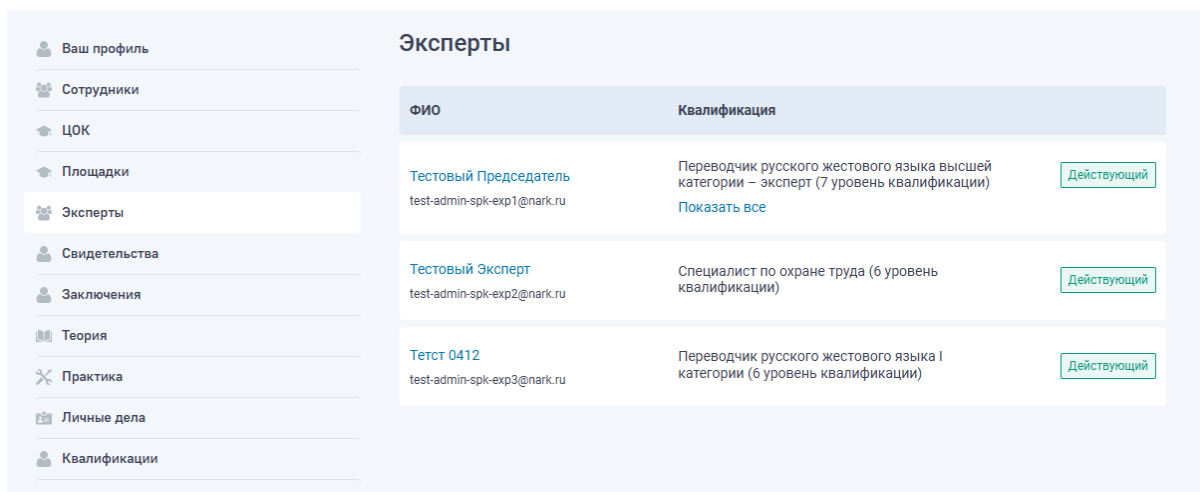 Ваш профиль
Сотрудники
ЦОК
Площадки
Эксперты
Свидетельства
Заключения
Теория
Практика
Личные дела
Квалификации
Эксперты
ФИО Квалификация
Тестовый Председатель
test-admin-spk-exp1@nark.ru
Переводчик русского жестового языка высшей
категории – эксперт (7 уровень квалификации)
Показать все
Действующий
Тестовый Эксперт
test-admin-spk-exp2@nark.ru
Специалист по охране труда (6 уровень
квалификации)
Действующий
Тетст 0412
test-admin-spk-exp3@nark.ru
Переводчик русского жестового языка I
категории (6 уровень квалификации)
Действующий